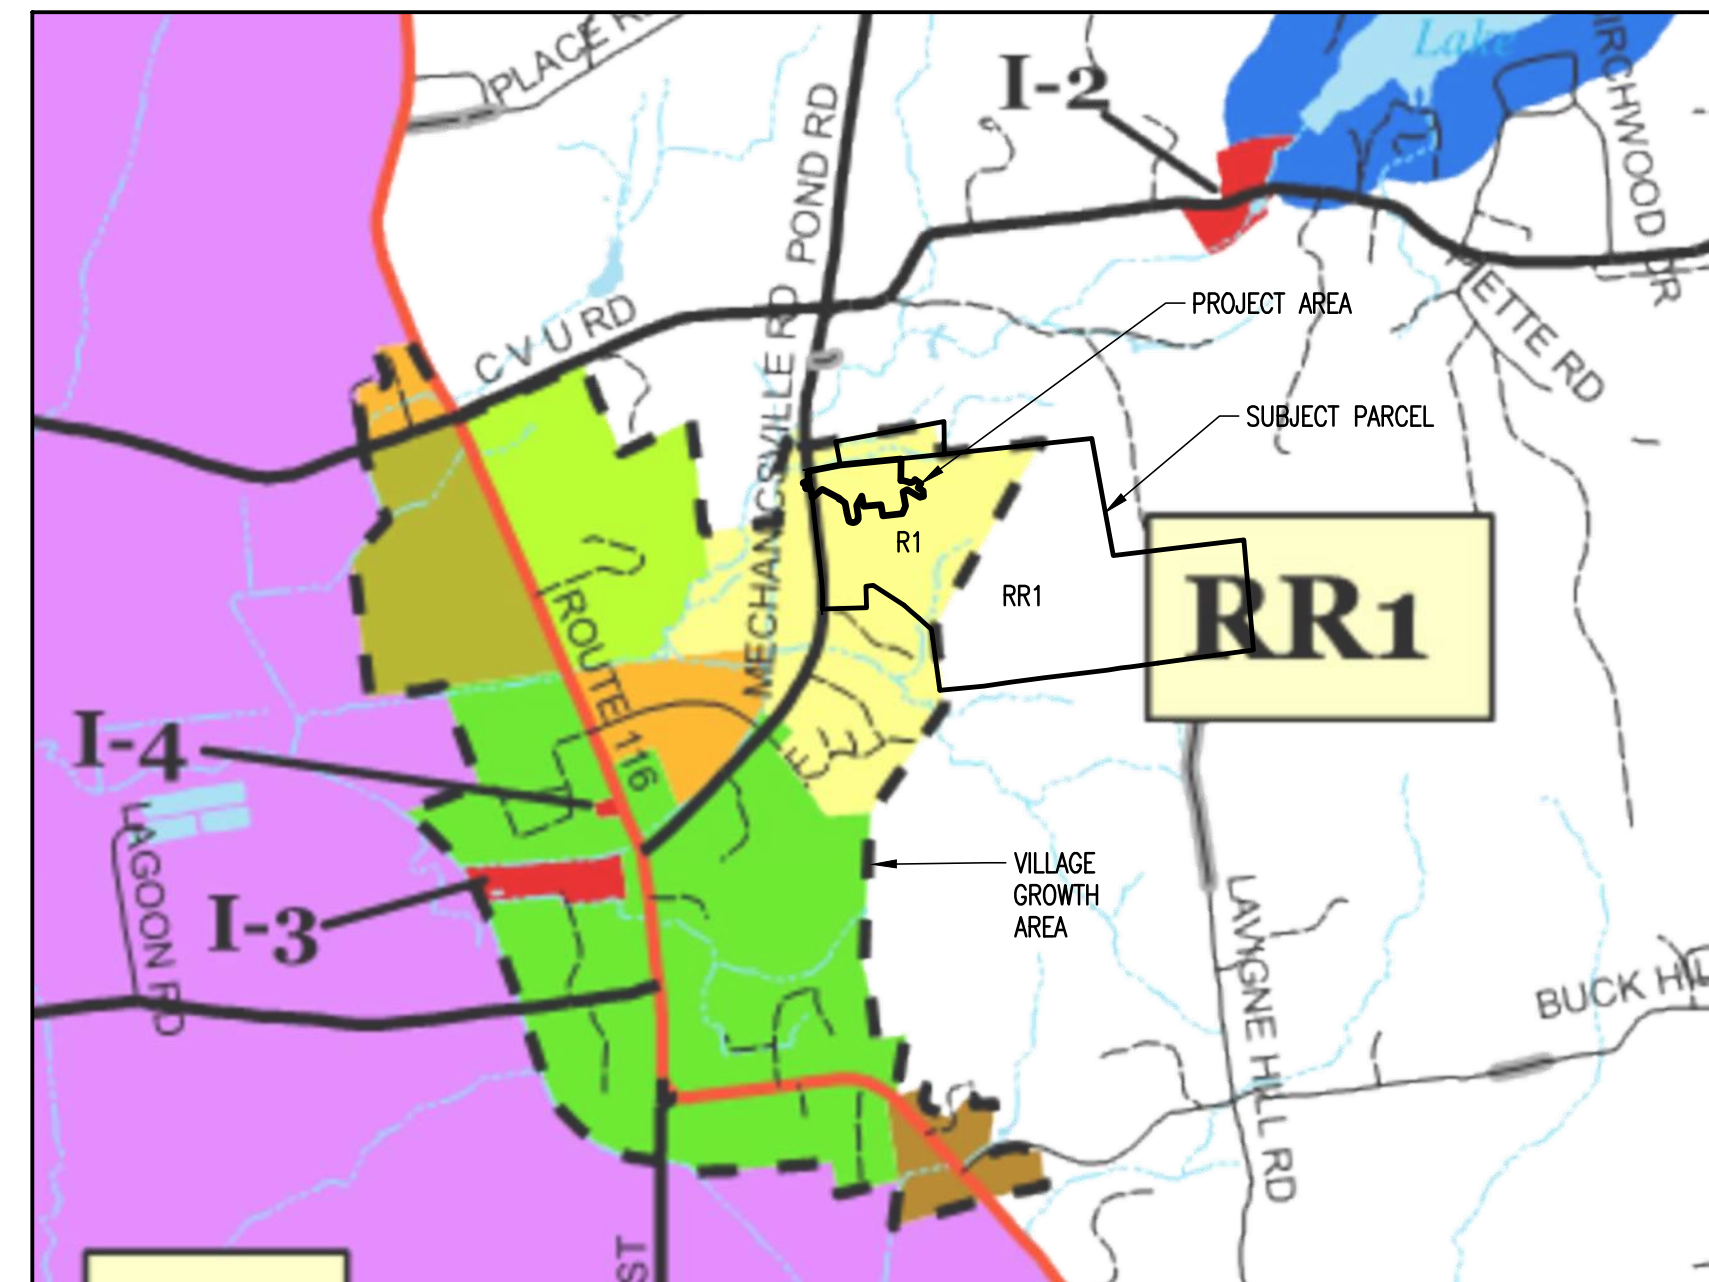 PLACE R
Lake
I-2
IRCHWOOD DR
POND RD
C V U RD
PROJECT AREA
ETTE RD
SUBJECT PARCEL
MECHANICSVILLE RD
R1
RR1
RR1
ROUTE 116
I-4
LAGOON RD
VILLAGE
GROWTH
AREA
I-3
LAVIGNE HILL RD
BUCK HIL
ST